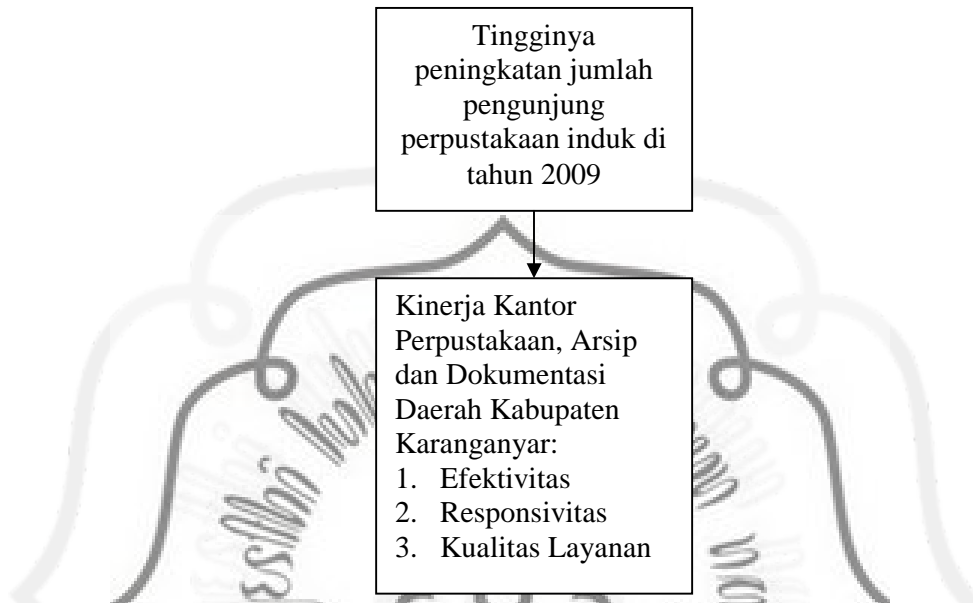 Tingginya
peningkatan jumlah
pengunjung
perpustakaan induk di
tahun 2009
Kinerja Kantor
Perpustakaan, Arsip
dan Dokumentasi
Daerah Kabupaten
Karanganyar:
1. Efektivitas
2. Responsivitas
3. Kualitas Layanan